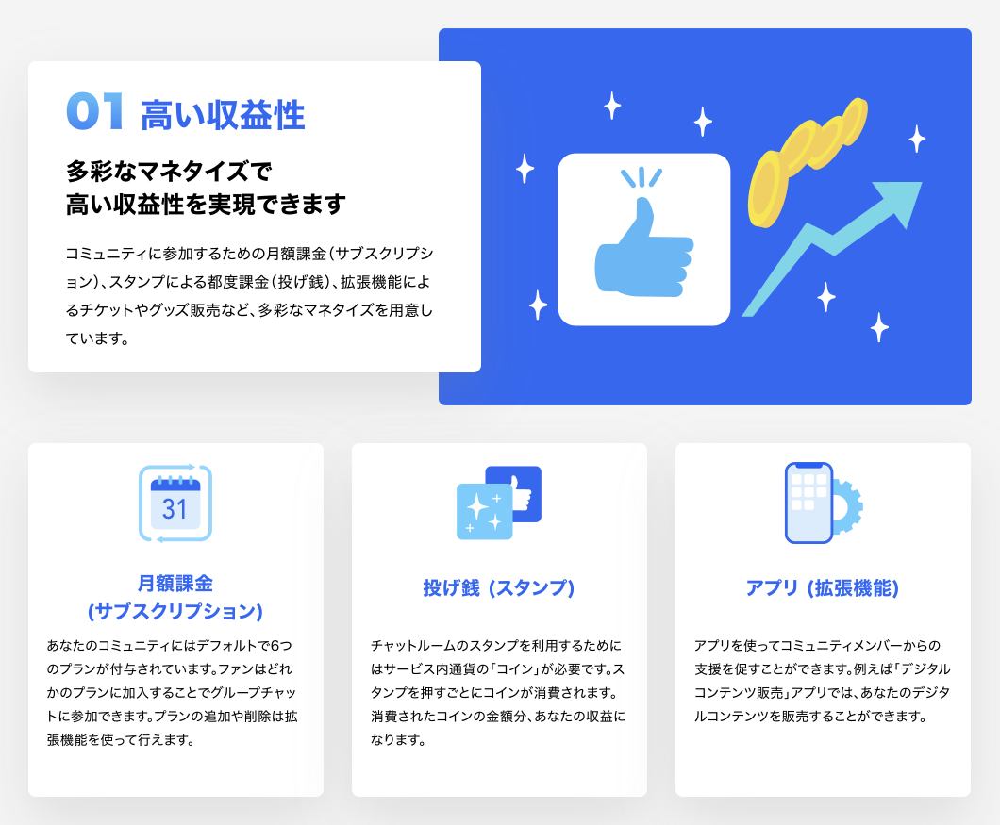 01 高い収益性
多彩なマネタイズで
高い収益性を実現できます
コミュニティに参加するための月額課金(サブスクリプシ
ョン)、スタンプによる都度課金(投げ銭)、拡張機能によ
るチケットやグッズ販売など、多彩なマネタイズを用意し
ています。
31
月額課金
(サブスクリプション)
あなたのコミュニティにはデフォルトで6つ
のプランが付与されています。ファンはどれ
かのプランに加入することでグループチャッ
トに参加できます。プランの追加や削除は拡
張機能を使って行えます。
投げ銭 (スタンプ)
チャットルームのスタンプを利用するために
はサービス内通貨の「コイン」が必要です。ス
タンプを押すごとにコインが消費されます。
消費されたコインの金額分、あなたの収益に
なります。
アプリ (拡張機能)
アプリを使ってコミュニティメンバーからの
支援を促すことができます。例えば「デジタル
コンテンツ販売」アプリでは、あなたのデジタ
ルコンテンツを販売することができます。